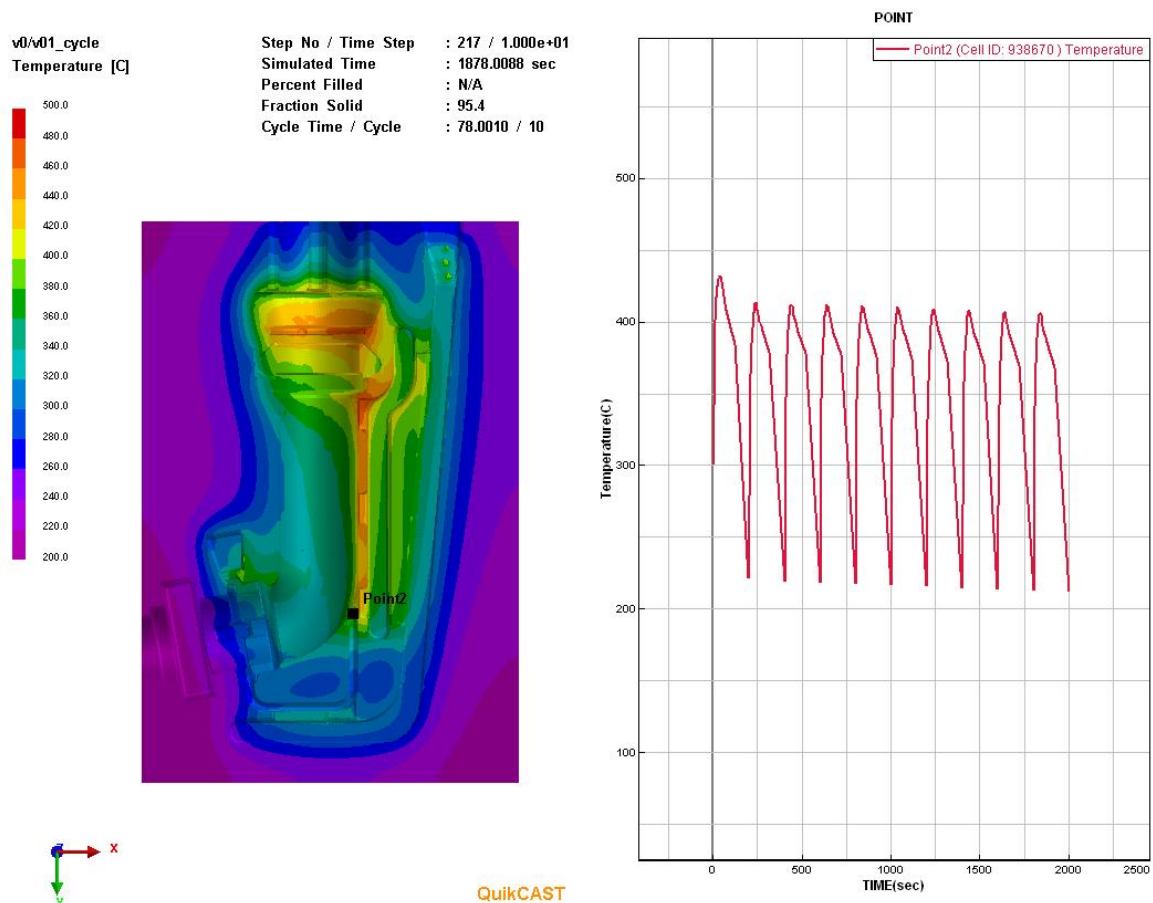 v0/v01_cycle
Temperature [C]
Step No / Time Step : 217 / 1.000e+01
Simulated Time : 1878.0088 sec
Percent Filled : N/A
Fraction Solid : 95.4
Cycle Time / Cycle : 78.0010 / 10
500.0
480.0
460.0
440.0
420.0
400.0
380.0
360.0
340.0
320.0
300.0
280.0
260.0
240.0
220.0
200.0
Point2
Z
X
Y
QuikCAST
POINT
Point2 (Cell ID: 938670 ) Temperature
500
400
300
200
100
Temperature(C)
0
500
1000
1500
2000
2500
TIME(sec)